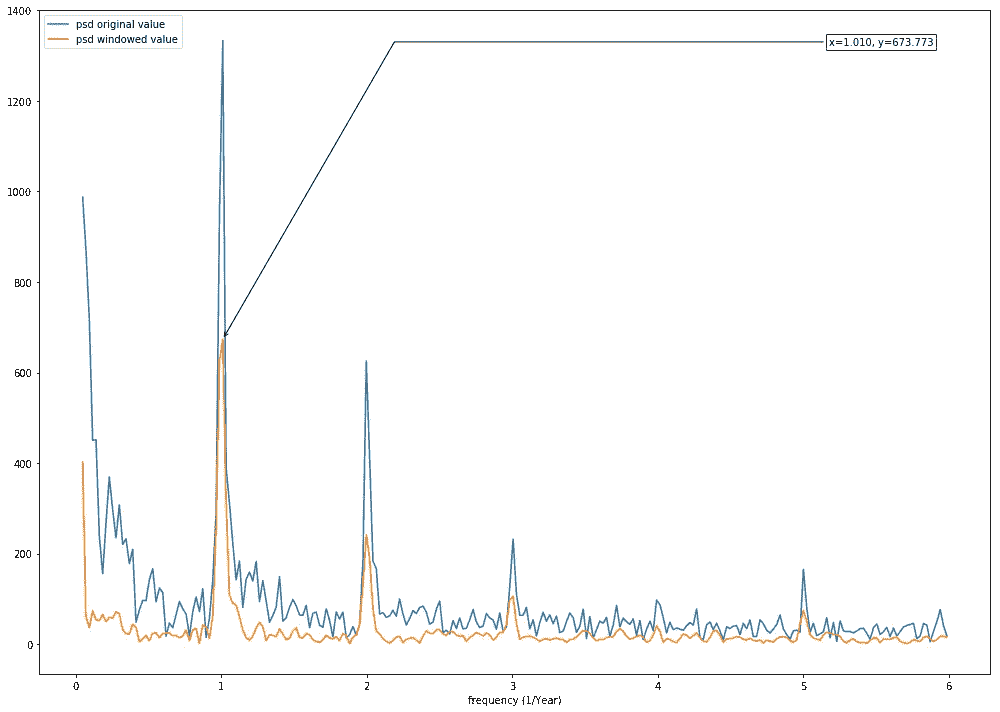 1400
psd original value
psd windowed value
x=1.010, y=673.773
1200
1000
800
600
400
200
0
0 1 2 3 4 5 6
frequency (1/Year)